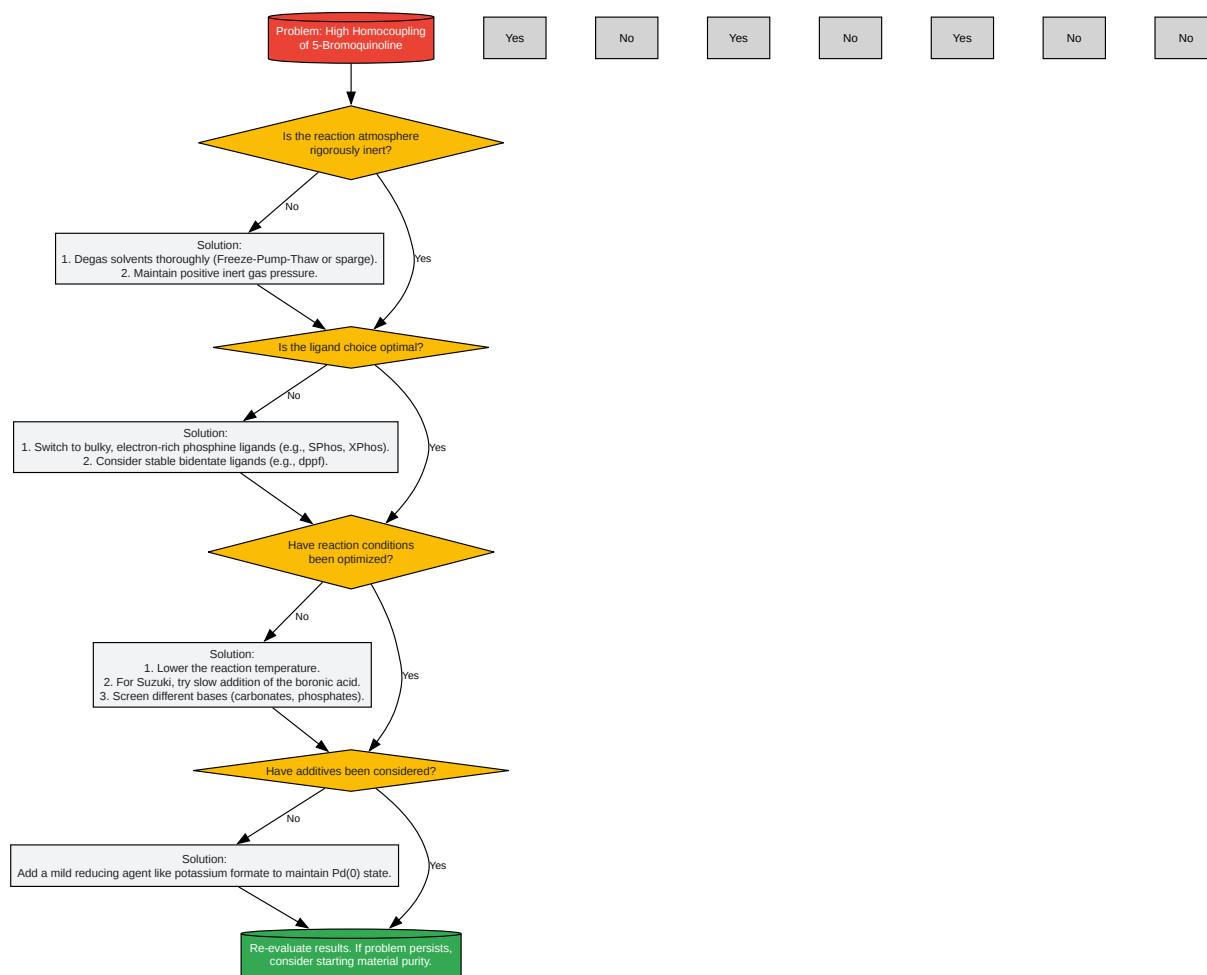 Problem: High Homocoupling
of 5-Bromoquinoline
Yes
No
Yes
No
Yes
No
No
Is the reaction atmosphere
rigorously inert?
No
Yes
Solution:
1. Degas solvents thoroughly (Freeze-Pump-Thaw or sparge).
2. Maintain positive inert gas pressure.
Is the ligand choice optimal?
No
Yes
Solution:
1. Switch to bulky, electron-rich phosphine ligands (e.g., SPhos, XPhos).
2. Consider stable bidentate ligands (e.g., dppf).
Have reaction conditions
been optimized?
No
Yes
Solution:
1. Lower the reaction temperature.
2. For Suzuki, try slow addition of the boronic acid.
3. Screen different bases (carbonates, phosphates).
Have additives been considered?
No
Yes
Solution:
Add a mild reducing agent like potassium formate to maintain Pd(0) state.
Re-evaluate results. If problem persists,
consider starting material purity.